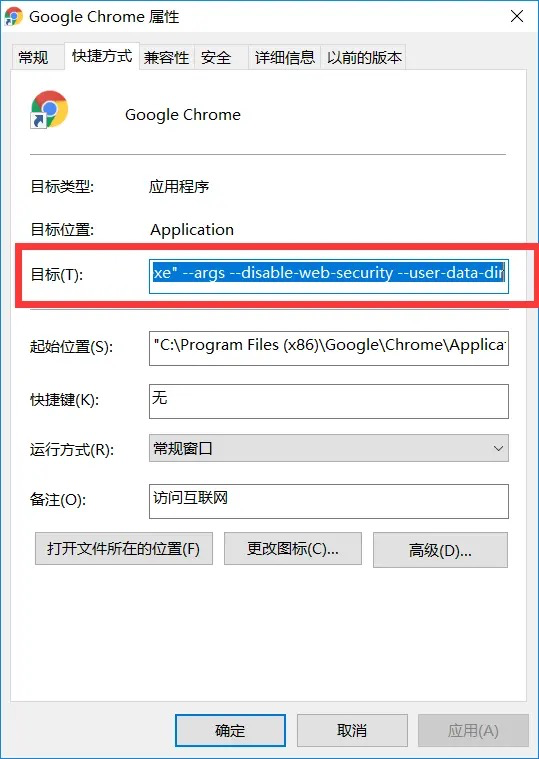 Google Chrome 属性
常规 快捷方式 兼容性 安全 详细信息 以前的版本
Google Chrome
目标类型: 应用程序
目标位置: Application
目标(T): xe" --args --disable-web-security --user-data-dir
起始位置(S): "C:\Program Files (x86)\Google\Chrome\Applica
快捷键(K): 无
运行方式(R): 常规窗口
备注(O): 访问互联网
打开文件所在的位置(F) 更改图标(C)... 高级(D)...
确定 取消 应用(A)